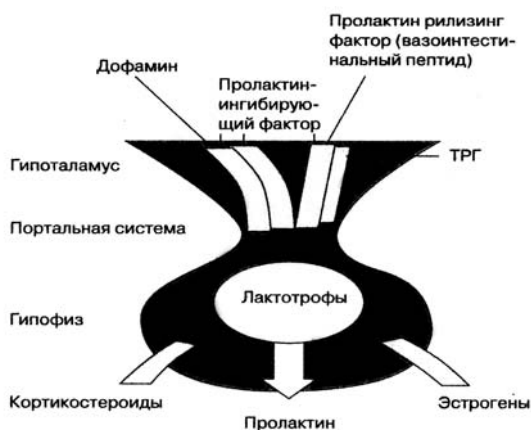 Пролактин рилизинг
фактор (вазоинтести-
нальный пептид)
Дофамин
Пролактин-
ингибирую-
щий фактор
Гипоталамус
ТРГ
Портальная система
Лактотрофы
Гипофиз
Кортикостероиды
Эстрогены
Пролактин